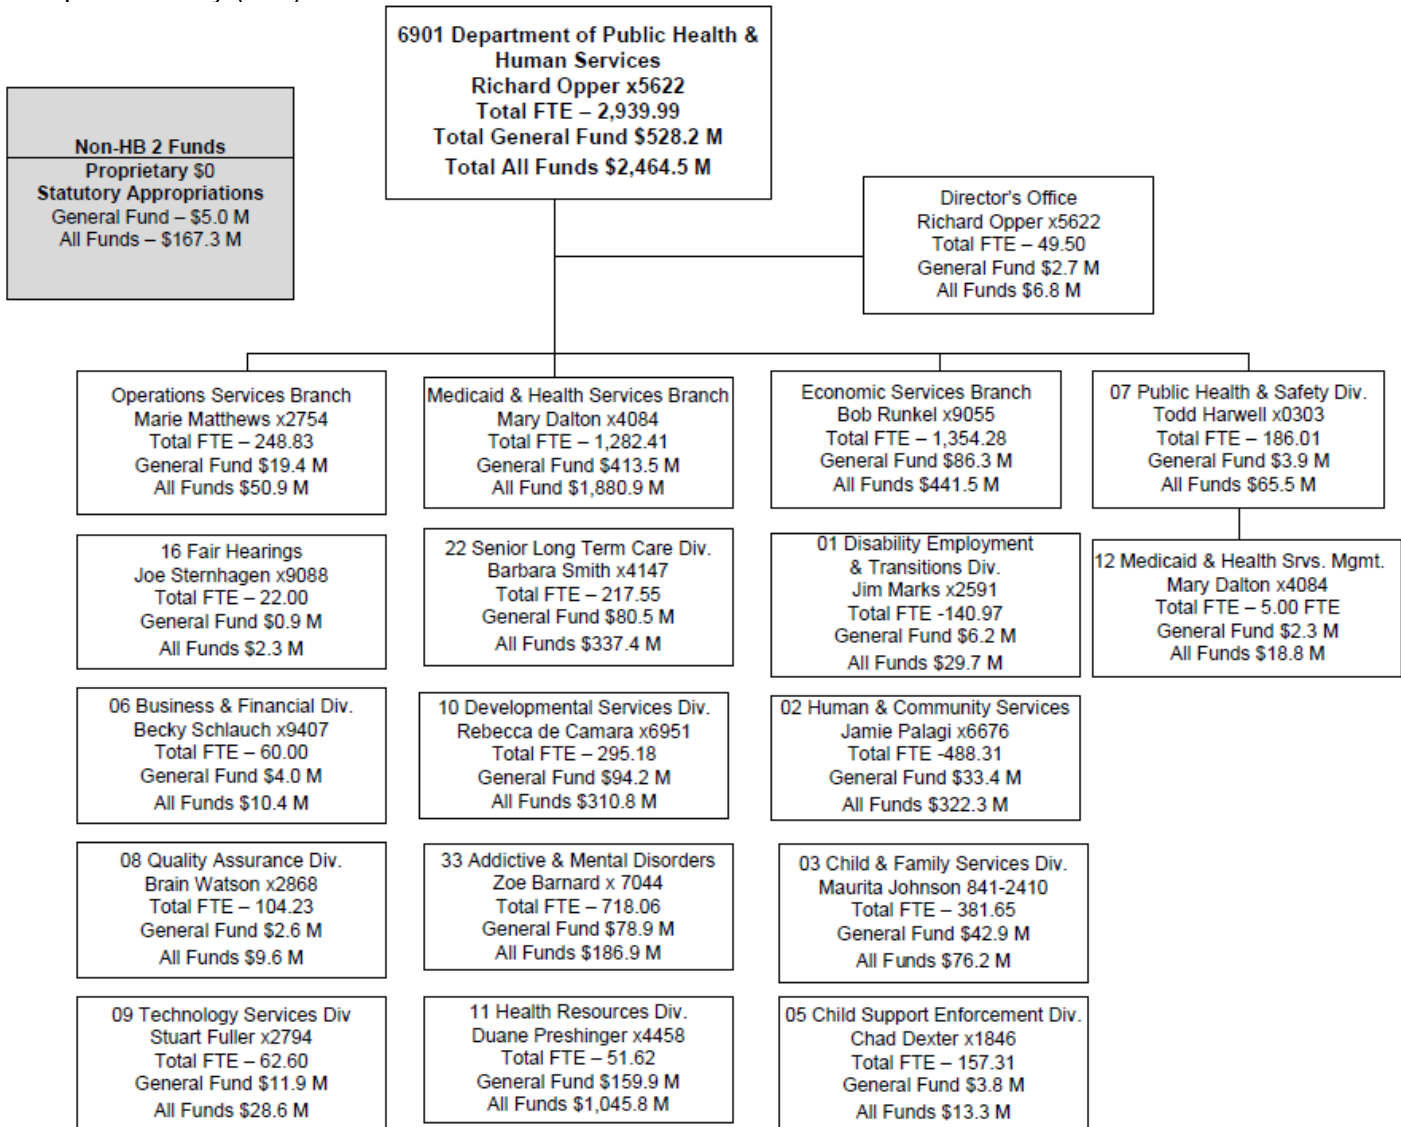 6901 Department of Public Health &
Human Services
Richard Opper x5622
Total FTE – 2,939.99
Total General Fund $528.2 M
Total All Funds $2,464.5 M
Non-HB 2 Funds
Proprietary $0
Statutory Appropriations
General Fund – $5.0 M
All Funds – $167.3 M
Director's Office
Richard Opper x5622
Total FTE – 49.50
General Fund $2.7 M
All Funds $6.8 M
Operations Services Branch
Marie Matthews x2754
Total FTE – 248.83
General Fund $19.4 M
All Funds $50.9 M
Medicaid & Health Services Branch
Mary Dalton x4084
Total FTE – 1,282.41
General Fund $413.5 M
All Fund $1,880.9 M
Economic Services Branch
Bob Runkel x9055
Total FTE – 1,354.28
General Fund $86.3 M
All Funds $441.5 M
07 Public Health & Safety Div.
Todd Harwell x0303
Total FTE – 186.01
General Fund $3.9 M
All Funds $65.5 M
16 Fair Hearings
Joe Sternhagen x9088
Total FTE – 22.00
General Fund $0.9 M
All Funds $2.3 M
22 Senior Long Term Care Div.
Barbara Smith x4147
Total FTE – 217.55
General Fund $80.5 M
All Funds $337.4 M
01 Disability Employment
& Transitions Div.
Jim Marks x2591
Total FTE -140.97
General Fund $6.2 M
All Funds $29.7 M
12 Medicaid & Health Srvs. Mgmt.
Mary Dalton x4084
Total FTE – 5.00 FTE
General Fund $2.3 M
All Funds $18.8 M
06 Business & Financial Div.
Becky Schlauch x9407
Total FTE – 60.00
General Fund $4.0 M
All Funds $10.4 M
10 Developmental Services Div.
Rebecca de Camara x6951
Total FTE – 295.18
General Fund $94.2 M
All Funds $310.8 M
02 Human & Community Services
Jamie Palagi x6676
Total FTE -488.31
General Fund $33.4 M
All Funds $322.3 M
08 Quality Assurance Div.
Brain Watson x2868
Total FTE – 104.23
General Fund $2.6 M
All Funds $9.6 M
33 Addictive & Mental Disorders
Zoe Barnard x 7044
Total FTE – 718.06
General Fund $78.9 M
All Funds $186.9 M
03 Child & Family Services Div.
Maurita Johnson 841-2410
Total FTE – 381.65
General Fund $42.9 M
All Funds $76.2 M
09 Technology Services Div
Stuart Fuller x2794
Total FTE – 62.60
General Fund $11.9 M
All Funds $28.6 M
11 Health Resources Div.
Duane Preshinger x4458
Total FTE – 51.62
General Fund $159.9 M
All Funds $1,045.8 M
05 Child Support Enforcement Div.
Chad Dexter x1846
Total FTE – 157.31
General Fund $3.8 M
All Funds $13.3 M